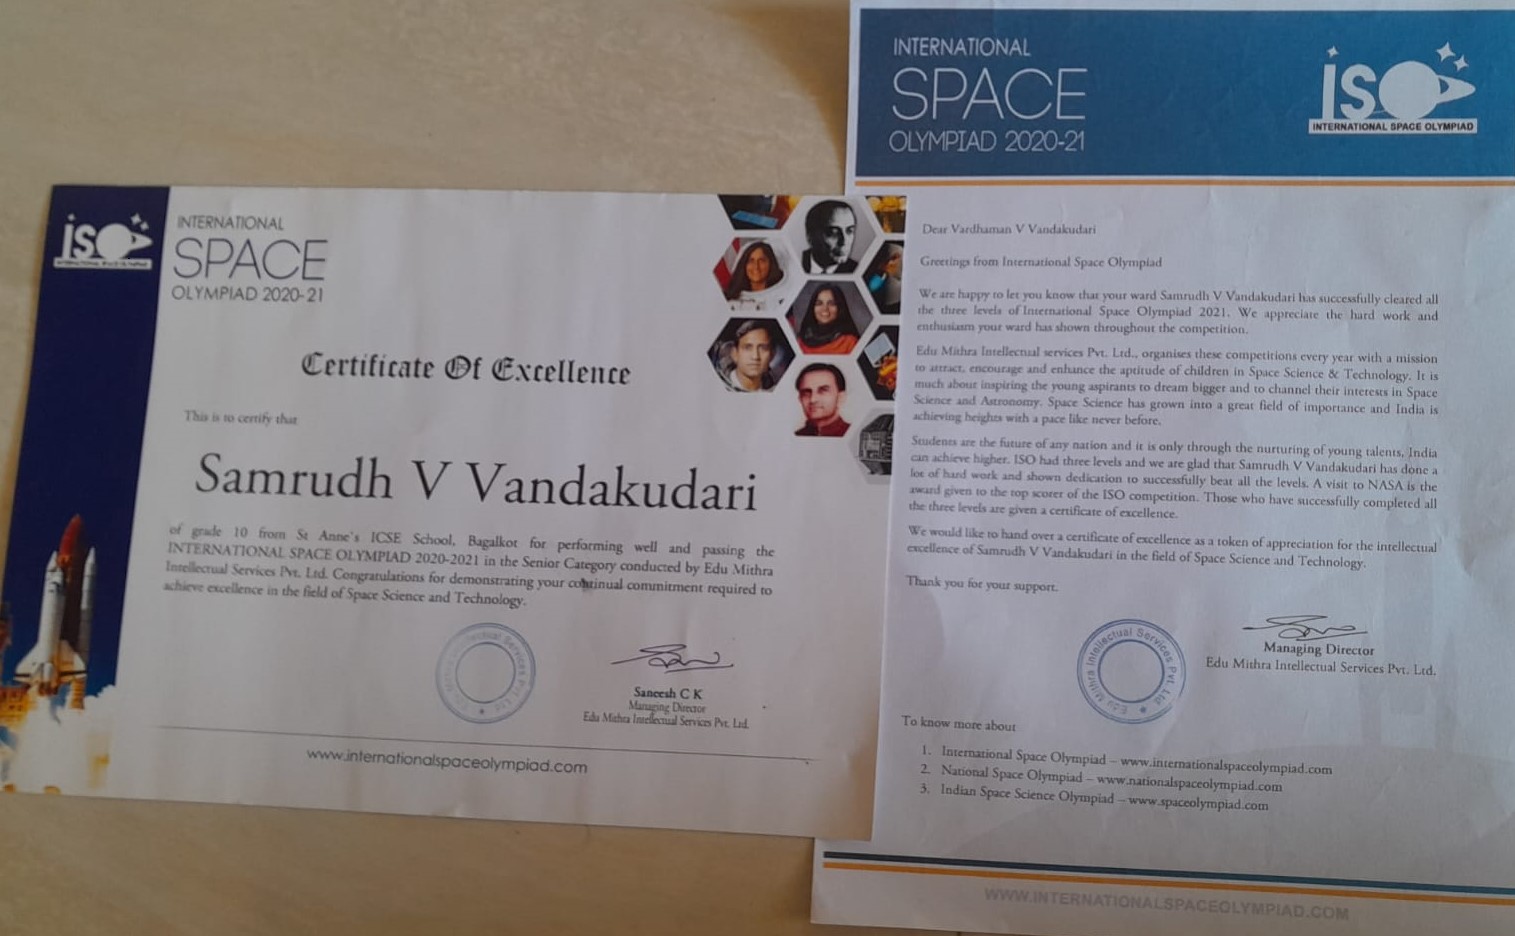 iSO
INTERNATIONAL SPACE OLYMPIAD
INTERNATIONAL
SPACE
OLYMPIAD 2020-21
Certificate Of Excellence
This is to certify that
Samrudh V Vandakudari
of grade 10 from St Anne's ICSE School, Bagalkot for performing well and passing the
INTERNATIONAL SPACE OLYMPIAD 2020-2021 in the Senior Category conducted by Edu Mithra
Intellectual Services Pvt. Ltd. Congratulations for demonstrating your continual commitment required to
achieve excellence in the field of Space Science and Technology.
Intellectual Services Pvt. Ltd
Saneesh C K
Managing Director
Edu Mithra Intellectual Services Pvt. Ltd.
www.internationalspaceolympiad.com
INTERNATIONAL
SPACE
OLYMPIAD 2020-21
iSO
INTERNATIONAL SPACE OLYMPIAD
Dear Vardhaman V Vandakudari
Greetings from International Space Olympiad
We are happy to let you know that your ward Samrudh V Vandakudari has successfully cleared all
the three levels of International Space Olympiad 2021. We appreciate the hard work and
enthusiasm your ward has shown throughout the competition.
Edu Mithra Intellectual services Pvt. Ltd., organises these competitions every year with a mission
to attract, encourage and enhance the aptitude of children in Space Science & Technology. It is
much about inspiring the young aspirants to dream bigger and to channel their interests in Space
Science and Astronomy. Space Science has grown into a great field of importance and India is
achieving heights with a pace like never before.
Students are the future of any nation and it is only through the nurturing of young talents, India
can achieve higher. ISO had three levels and we are glad that Samrudh V Vandakudari has done a
lot of hard work and shown dedication to successfully beat all the levels. A visit to NASA is the
award given to the top scorer of the ISO competition. Those who have successfully completed all
the three levels are given a certificate of excellence.
We would like to hand over a certificate of excellence as a token of appreciation for the intellectual
excellence of Samrudh V Vandakudari in the field of Space Science and Technology.
Thank you for your support.
Edu Mithra Intellectual Services Pvt. Ltd
Managing Director
Edu Mithra Intellectual Services Pvt. Ltd.
To know more about
1. International Space Olympiad – www.internationalspaceolympiad.com
2. National Space Olympiad – www.nationalspaceolympiad.com
3. Indian Space Science Olympiad – www.spaceolympiad.com
WWW.INTERNATIONALSPACEOLYMPIAD.COM